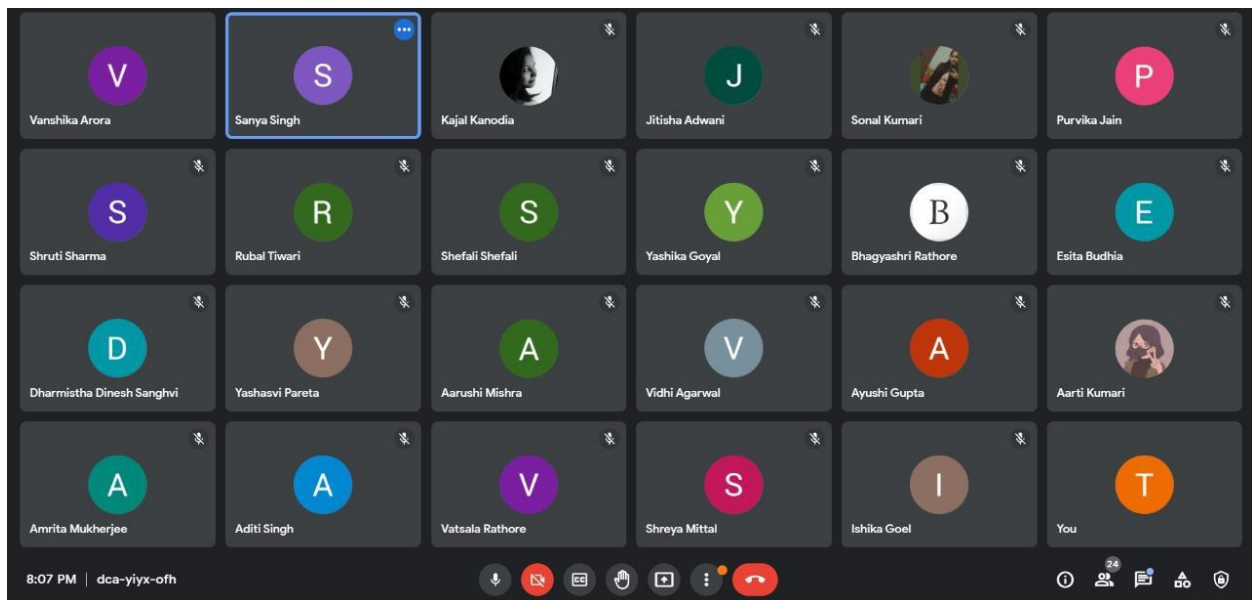 V
Vanshika Arora
S
Sanya Singh
Kajal Kanodia
J
Jitisha Adwani
Sonal Kumari
P
Purvika Jain
S
Shruti Sharma
R
Rubal Tiwari
S
Shefali Shefali
Y
Yashika Goyal
B
Bhagyashri Rathore
E
Esita Budhia
D
Dharmistha Dinesh Sanghvi
Y
Yashasvi Pareta
A
Aarushi Mishra
V
Vidhi Agarwal
A
Ayushi Gupta
Aarti Kumari
A
Amrita Mukherjee
A
Aditi Singh
V
Vatsala Rathore
S
Shreya Mittal
I
Ishika Goel
T
You
8:07 PM | dca-yiyx-ofh
CC
24